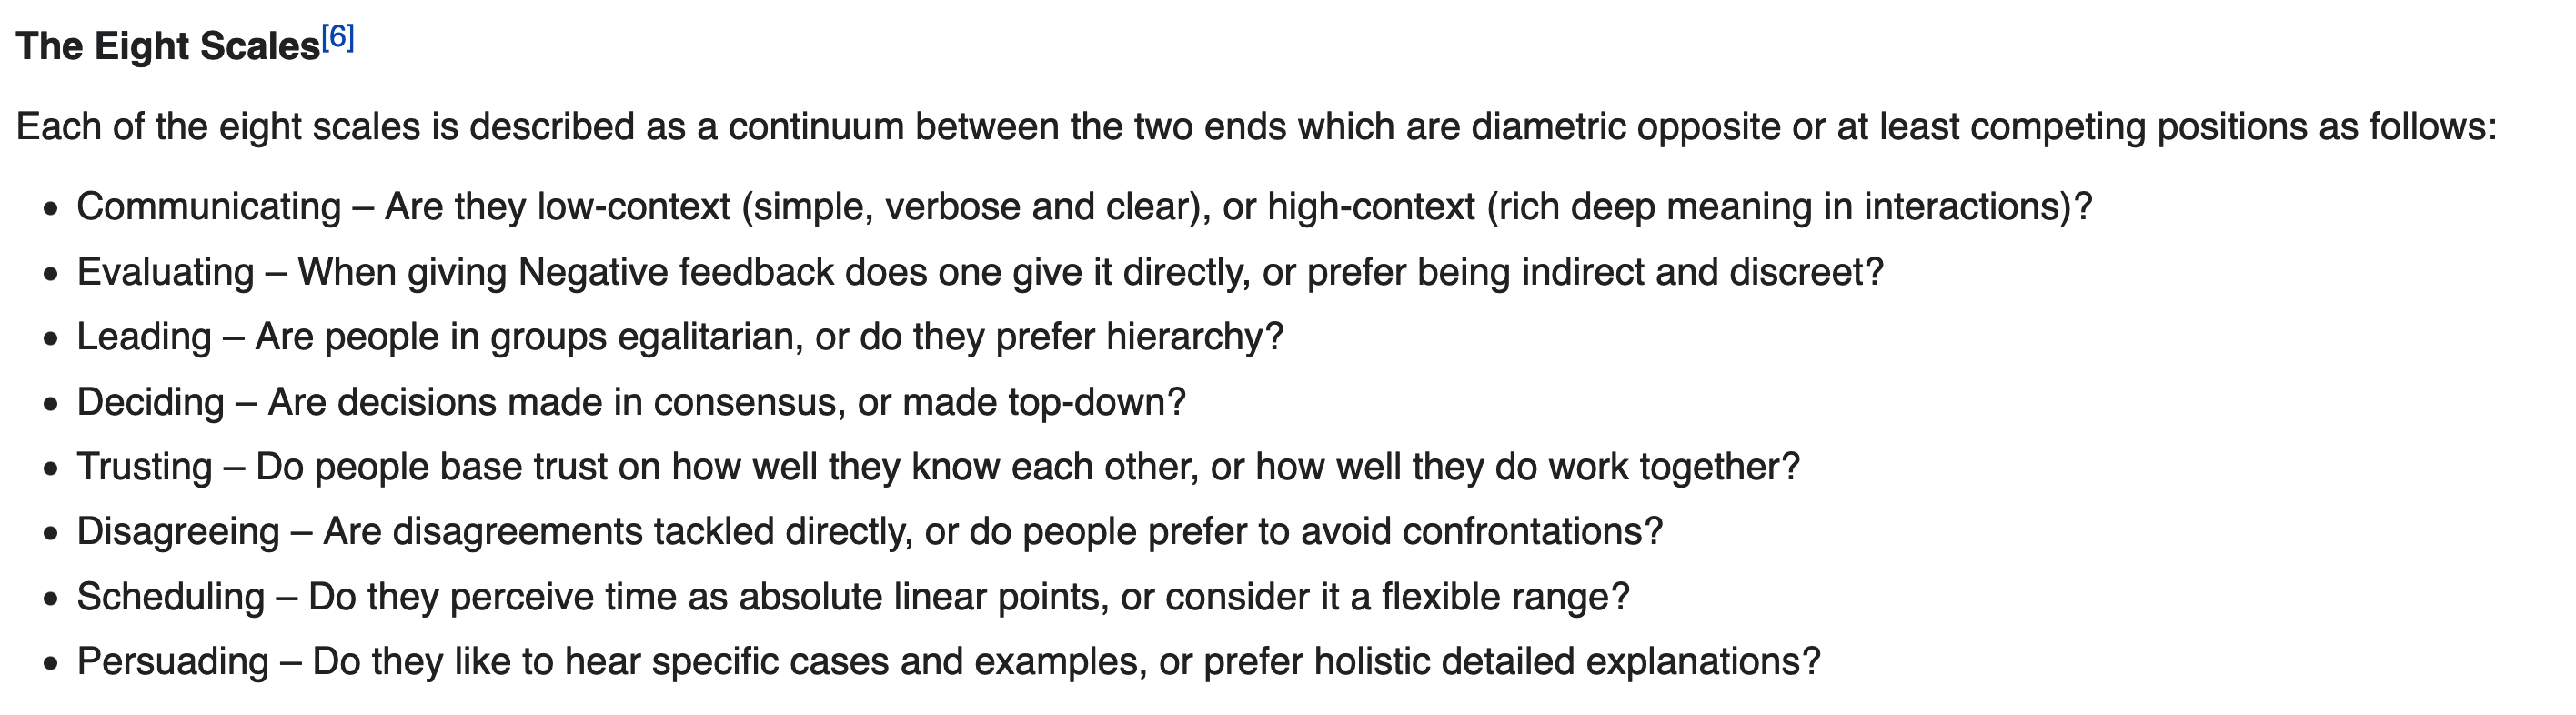 The Eight Scales[6]
Each of the eight scales is described as a continuum between the two ends which are diametric opposite or at least competing positions as follows:
• Communicating – Are they low-context (simple, verbose and clear), or high-context (rich deep meaning in interactions)?
• Evaluating – When giving Negative feedback does one give it directly, or prefer being indirect and discreet?
• Leading – Are people in groups egalitarian, or do they prefer hierarchy?
• Deciding – Are decisions made in consensus, or made top-down?
• Trusting – Do people base trust on how well they know each other, or how well they do work together?
• Disagreeing – Are disagreements tackled directly, or do people prefer to avoid confrontations?
• Scheduling – Do they perceive time as absolute linear points, or consider it a flexible range?
• Persuading – Do they like to hear specific cases and examples, or prefer holistic detailed explanations?